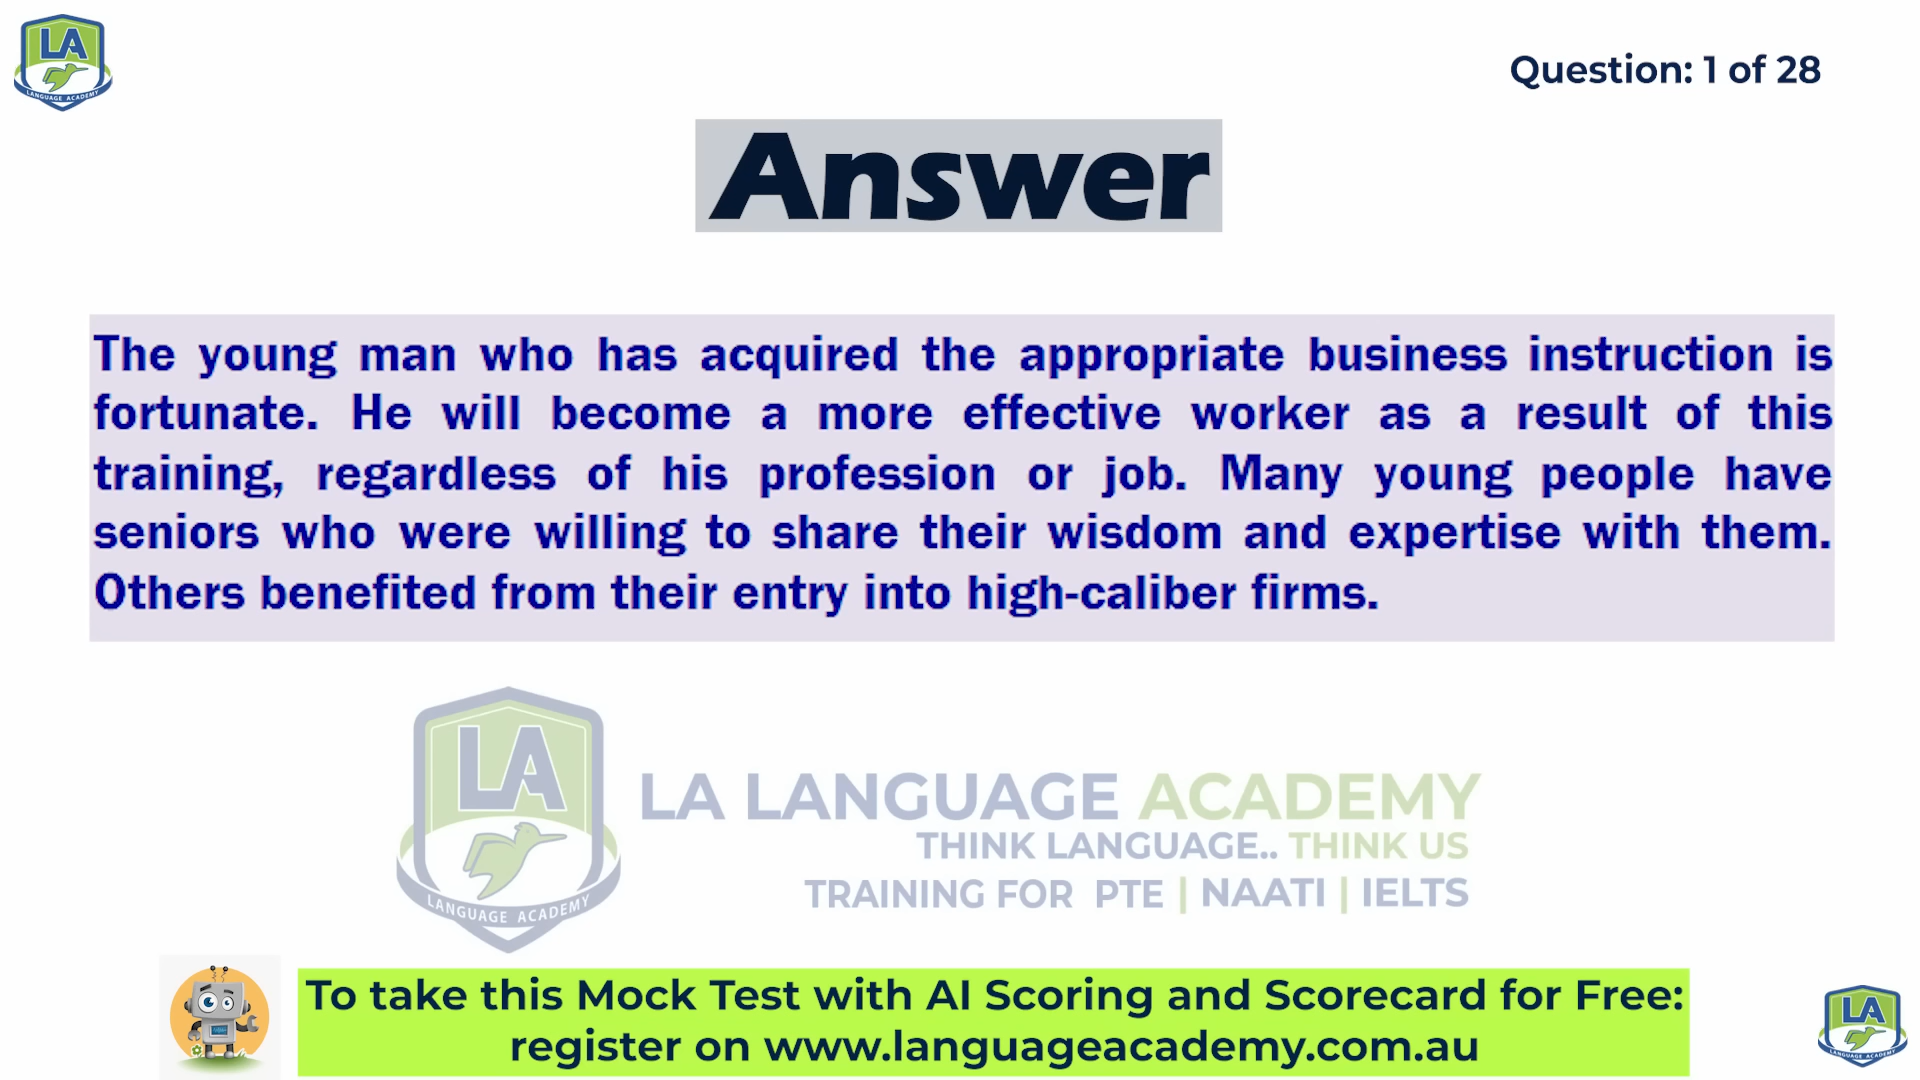 LA
LANGUAGE ACADEMY
Question: 1 of 28
Answer
The young man who has acquired the appropriate business instruction is
fortunate. He will become a more effective worker as a result of this
training, regardless of his profession or job. Many young people have
seniors who were willing to share their wisdom and expertise with them.
Others benefited from their entry into high-caliber firms.
LA
LANGUAGE ACADEMY
LA LANGUAGE ACADEMY
THINK LANGUAGE.. THINK US
TRAINING FOR PTE | NAATI | IELTS
To take this Mock Test with AI Scoring and Scorecard for Free:
register on www.languageacademy.com.au
LA
LANGUAGE ACADEMY